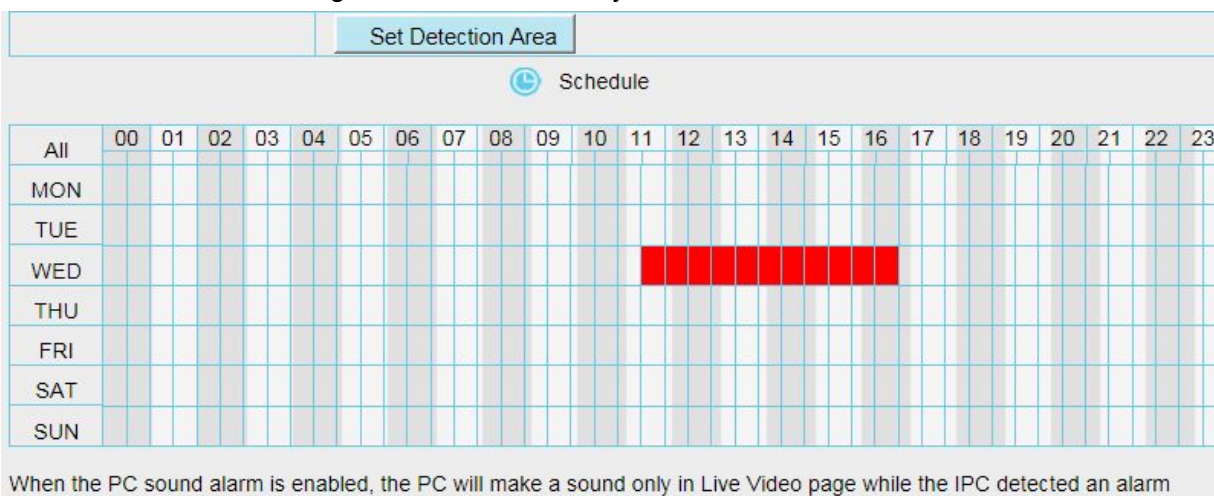 Set Detection Area
Schedule
All 00 01 02 03 04 05 06 07 08 09 10 11 12 13 14 15 16 17 18 19 20 21 22 23
MON
TUE
WED
THU
FRI
SAT
SUN
When the PC sound alarm is enabled, the PC will make a sound only in Live Video page while the IPC detected an alarm